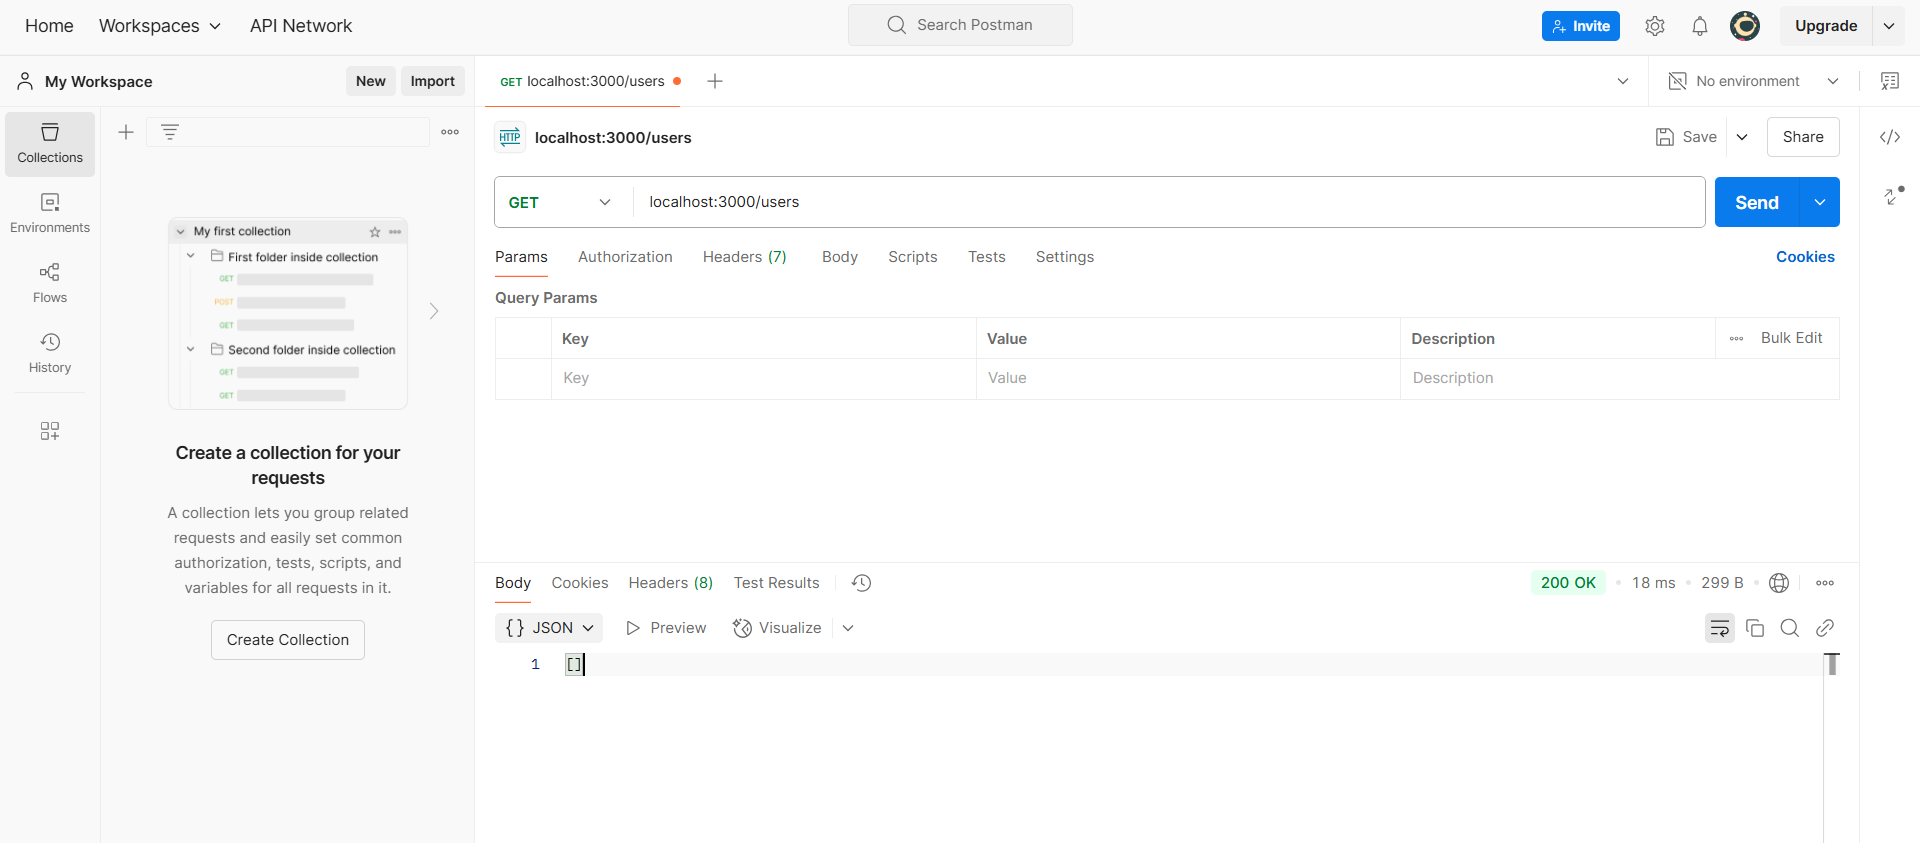 Home Workspaces API Network Search Postman Invite Upgrade
My Workspace New Import GET localhost:3000/users No environment
Collections
Environments
Flows
History
My first collection
First folder inside collection
GET
POST
GET
Second folder inside collection
GET
GET
Create a collection for your
requests
A collection lets you group related
requests and easily set common
authorization, tests, scripts, and
variables for all requests in it.
Create Collection
HTTP localhost:3000/users Save Share
GET localhost:3000/users Send
Params Authorization Headers (7) Body Scripts Tests Settings Cookies
Query Params
Key Value Description Bulk Edit
Key Value Description
Body Cookies Headers (8) Test Results 200 OK 18 ms 299 B
{} JSON Preview Visualize
1 []